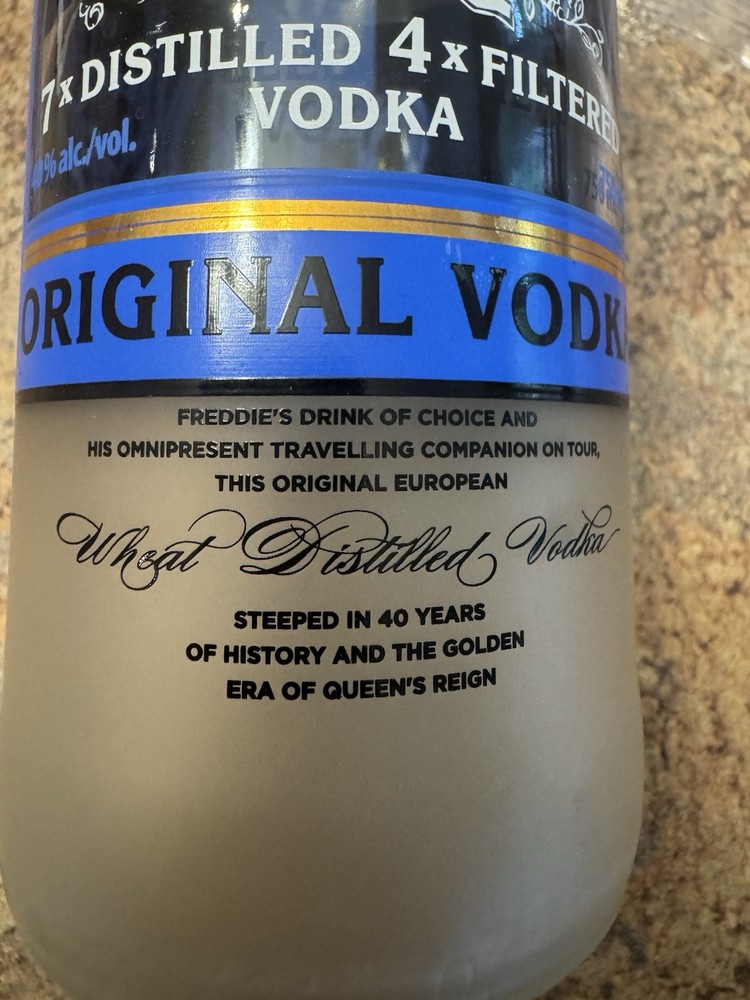 7x DISTILLED 4x FILTERED
VODKA
40% alc./vol.
ORIGINAL VODKA
FREDDIE'S DRINK OF CHOICE AND
HIS OMNIPRESENT TRAVELLING COMPANION ON TOUR,
THIS ORIGINAL EUROPEAN
Wheat Distilled Vodka
STEEPED IN 40 YEARS
OF HISTORY AND THE GOLDEN
ERA OF QUEEN'S REIGN